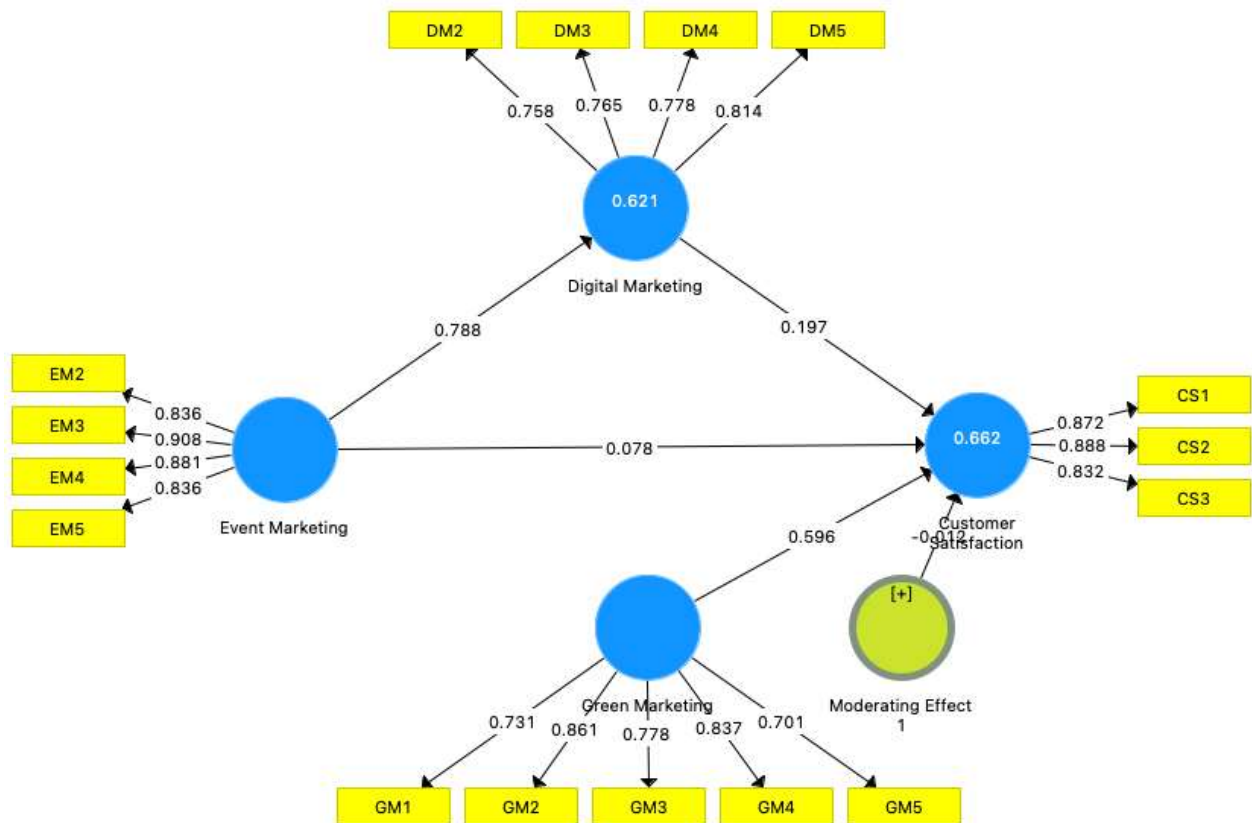 DM2 DM3 DM4 DM5
0.758 0.765 0.778 0.814
0.621
Digital Marketing
0.788
0.197
EM2
EM3
EM4
EM5
0.836
0.908
0.881
0.836
Event Marketing
0.078
0.662
Customer
Satisfaction
CS1
CS2
CS3
0.872
0.888
0.832
0.596
-0.012
[+]
Moderating Effect
1
Green Marketing
0.731 0.861 0.778 0.837 0.701
GM1 GM2 GM3 GM4 GM5